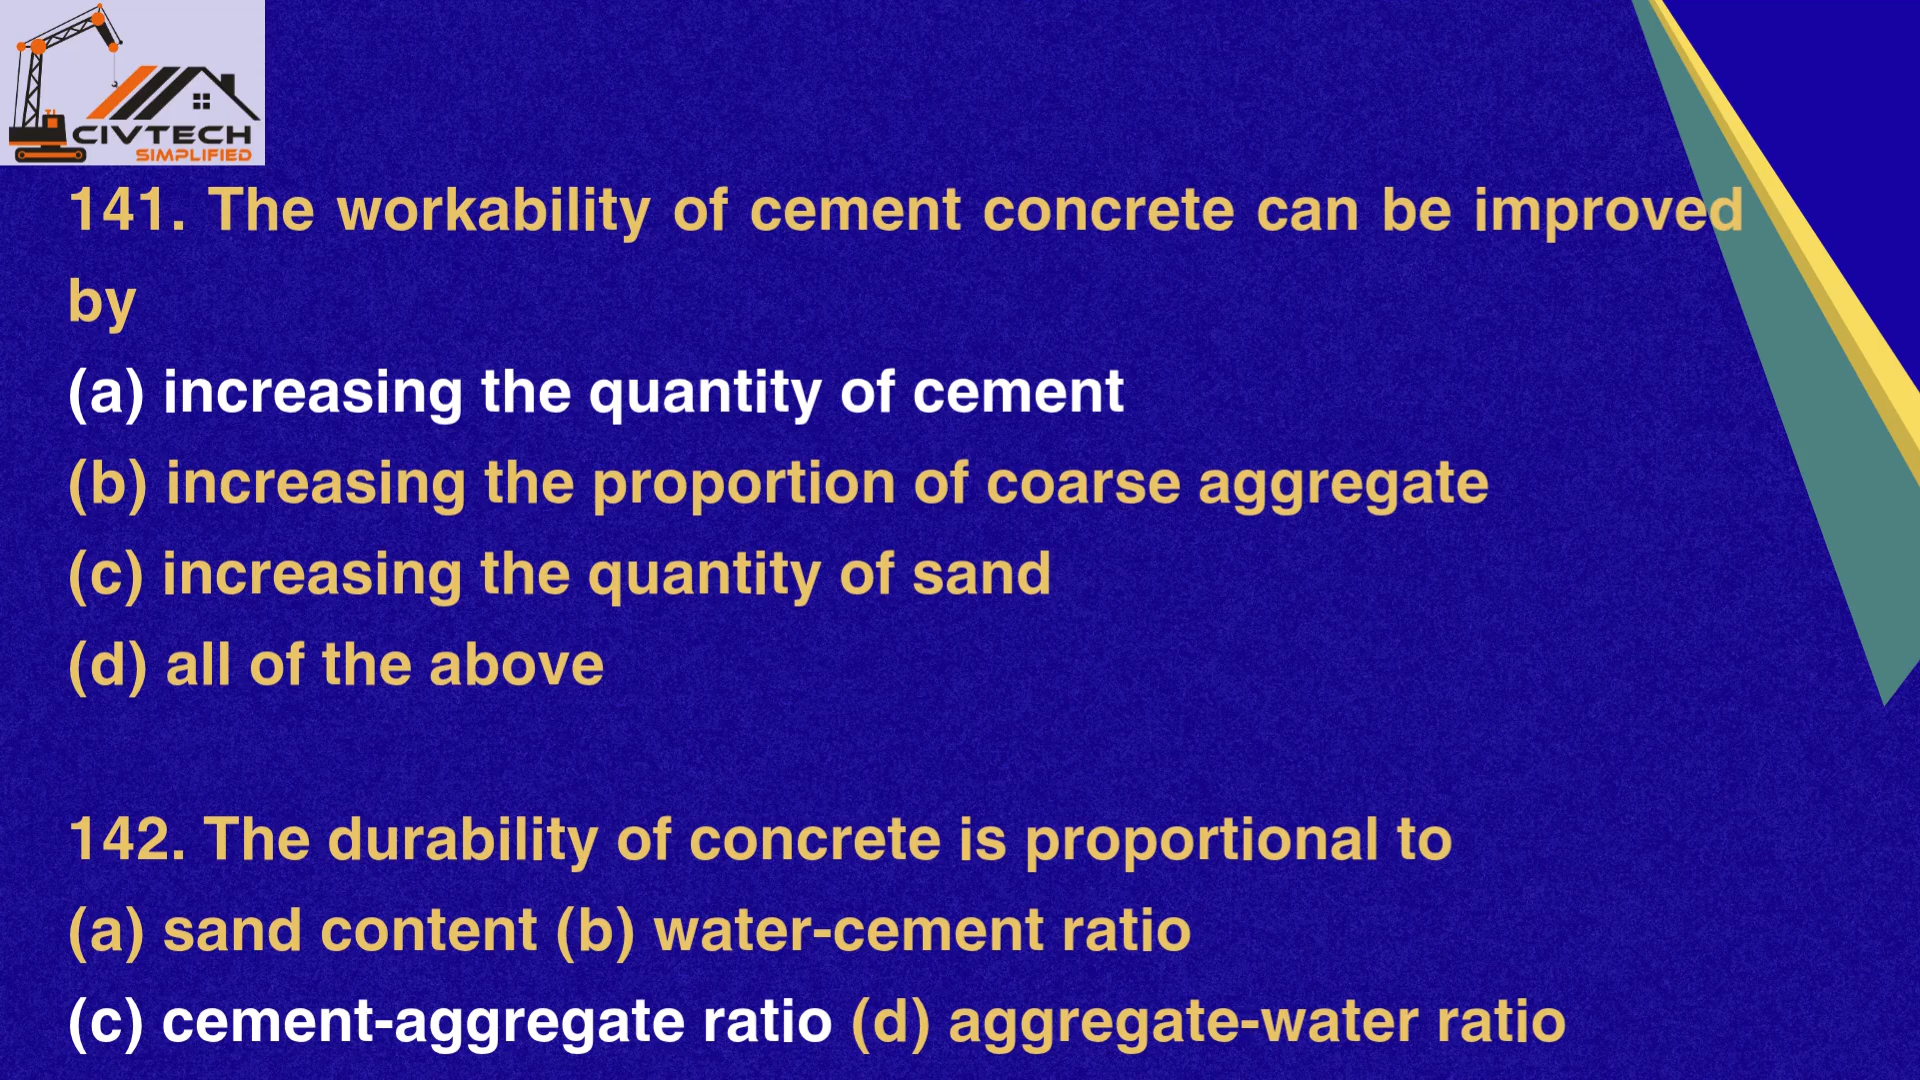 CIVTECH
SIMPLIFIED
141. The workability of cement concrete can be improved
by
(a) increasing the quantity of cement
(b) increasing the proportion of coarse aggregate
(c) increasing the quantity of sand
(d) all of the above
142. The durability of concrete is proportional to
(a) sand content (b) water-cement ratio
(c) cement-aggregate ratio (d) aggregate-water ratio